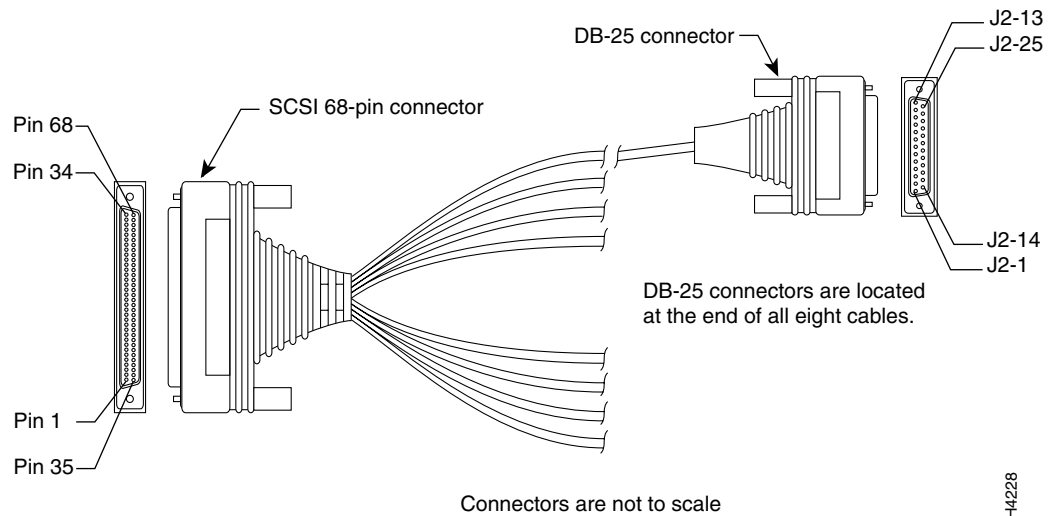 J2-13
DB-25 connector
J2-25
SCSI 68-pin connector
Pin 68
Pin 34
J2-14
J2-1
DB-25 connectors are located
at the end of all eight cables.
Pin 1
Pin 35
Connectors are not to scale
H4228